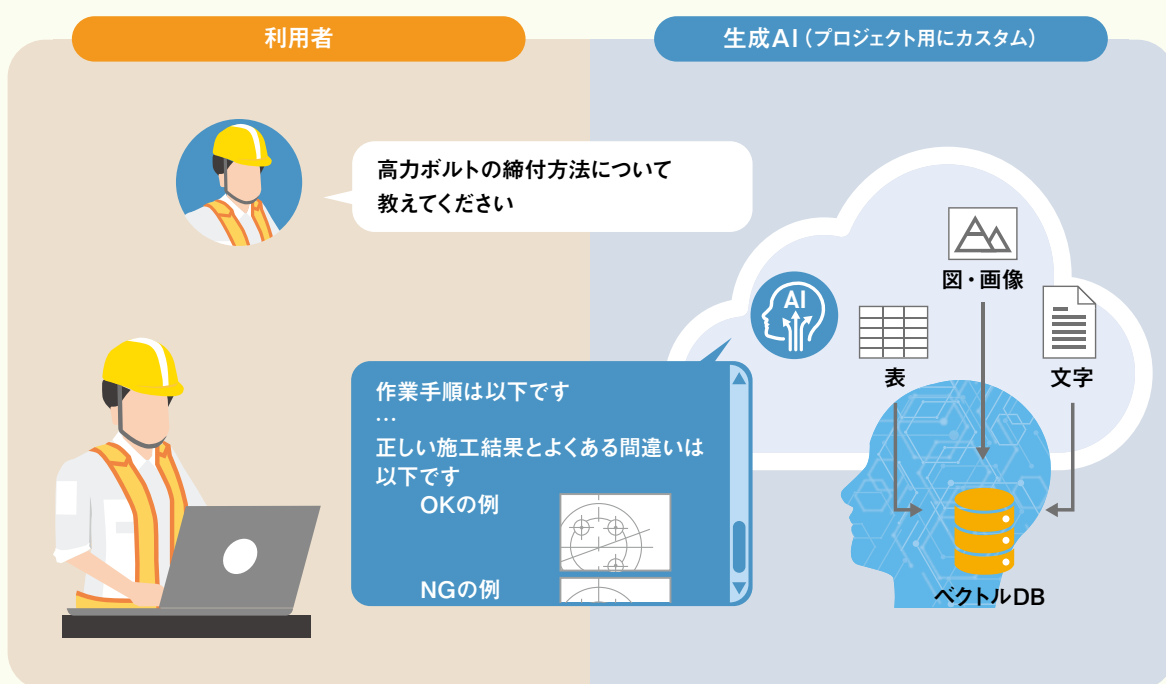 利用者
生成AI（プロジェクト用にカスタム）
高力ボルトの締付方法について
教えてください
図・画像
AI
表
文字
作業手順は以下です
…
正しい施工結果とよくある間違いは
以下です
OKの例
NGの例
ベクトルDB